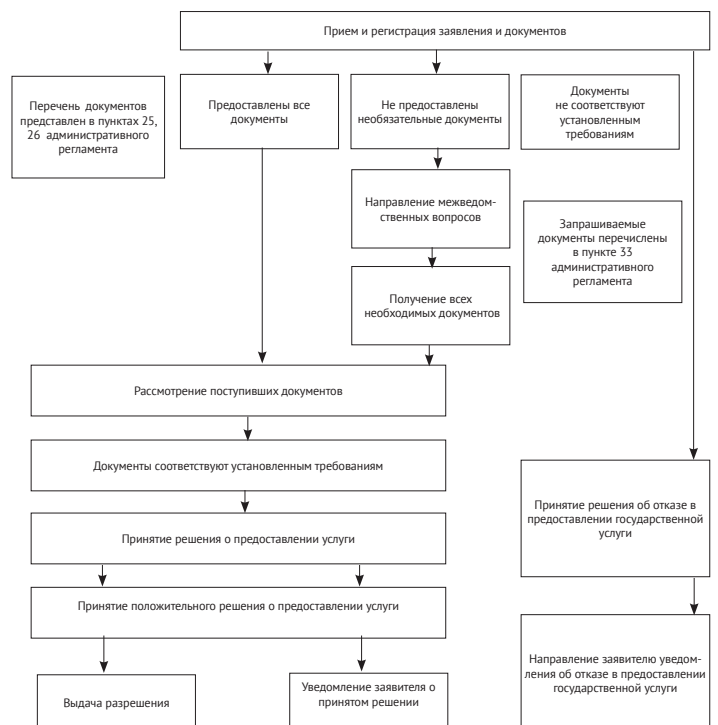 Прием и регистрация заявления и документов
Перечень документов
представлен в пунктах 25,
26 административного
регламента
Предоставлены все
документы
Не предоставлены
необязательные документы
Документы
не соответствуют
установленным
требованиям
Направление межведом-
ственных вопросов
Запрашиваемые
документы перечислены
в пункте 33
административного
регламента
Получение всех
необходимых документов
Рассмотрение поступивших документов
Документы соответствуют установленным требованиям
Принятие решения об отказе в
предоставлении государственной
услуги
Принятие решения о предоставлении услуги
Принятие положительного решения о предоставлении услуги
Направление заявителю уведом-
ления об отказе в предоставлении
государственной услуги
Выдача разрешения
Уведомление заявителя о
принятом решении